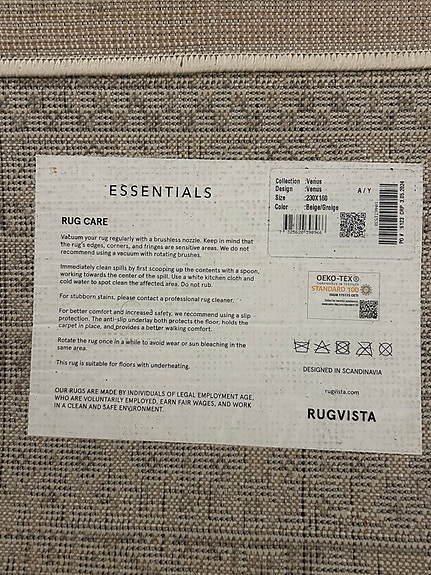 ESSENTIALS
RUG CARE
Vacuum your rug regularly with a brushless nozzle. Keep in mind that
the rug's edges, corners, and fringes are sensitive areas. We do not
recommend using a vacuum with rotating brushes.
Immediately clean spills by first scooping up the contents with a spoon,
working towards the center of the spill. Use a white kitchen cloth and
cold water to spot clean the affected area. Do not rub.
For stubborn stains, please contact a professional rug cleaner.
For better comfort and increased safety, we recommend using a slip
protection. The anti-slip underlay both protects the floor, holds the
carpet in place, and provides a better walking comfort.
Rotate the rug once in a while to avoid wear or sun bleaching in the
same area.
This rug is suitable for floors with underheating.
OUR RUGS ARE MADE BY INDIVIDUALS OF LEGAL EMPLOYMENT AGE,
WHO ARE VOLUNTARILY EMPLOYED, EARN FAIR WAGES, AND WORK
IN A CLEAN AND SAFE ENVIRONMENT.
Collection :Venus
Design :Venus A / Y
Size :230X160
Color :Beige/Greige
OEKO-TEX®
STANDARD 100
DESIGNED IN SCANDINAVIA
rugvista.com
RUGVISTA